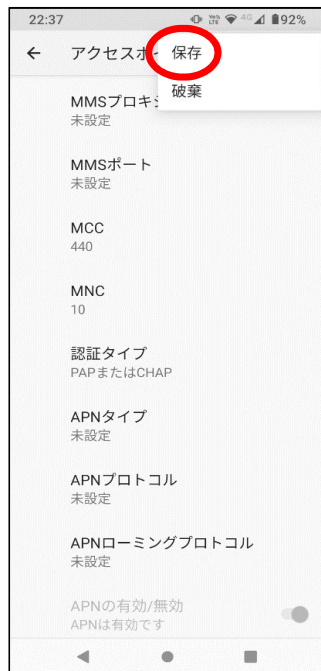 22:37 Vo) LTE 4G 92%
アクセスポイ 保存
破棄
MMSプロキシ
未設定
MMSポート
未設定
MCC
440
MNC
10
認証タイプ
PAPまたはCHAP
APNタイプ
未設定
APNプロトコル
未設定
APNローミングプロトコル
未設定
APNの有効/無効
APNは有効です